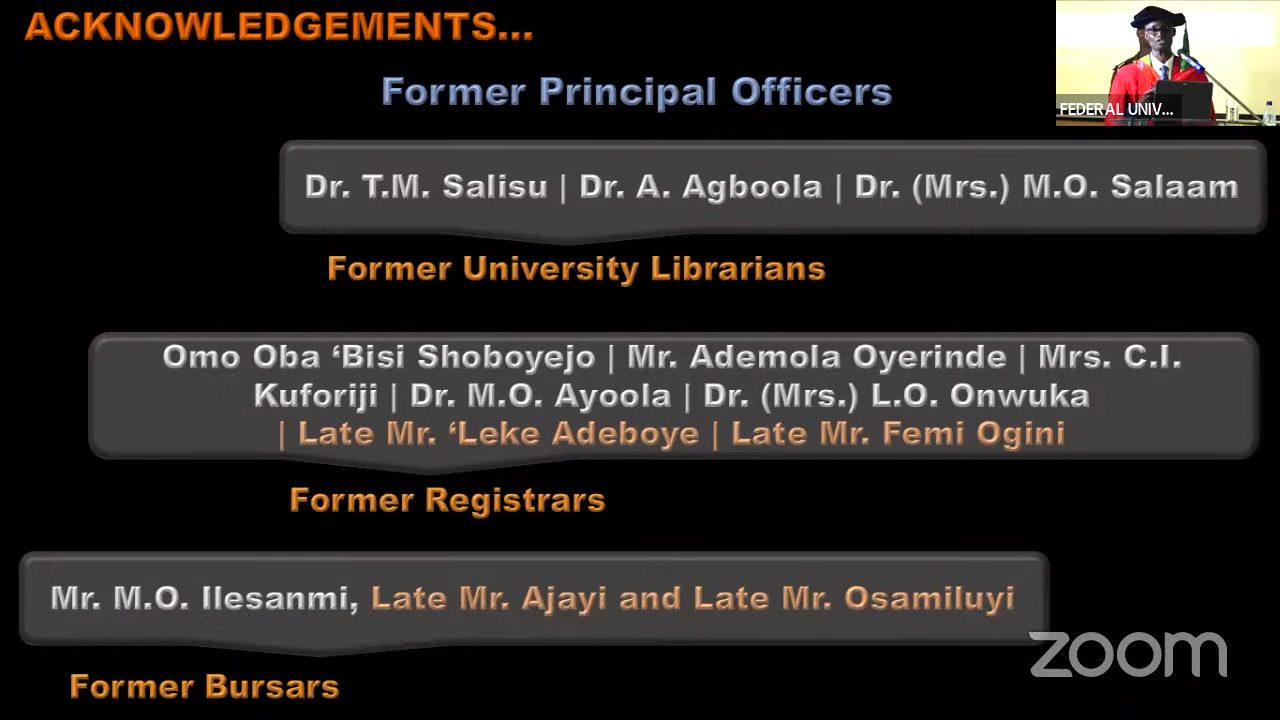 ACKNOWLEDGEMENTS...
Former Principal Officers
FEDERAL UNIV...
Dr. T.M. Salisu | Dr. A. Agboola | Dr. (Mrs.) M.O. Salaam
Former University Librarians
Omo Oba ‘Bisi Shoboyejo | Mr. Ademola Oyerinde | Mrs. C.I.
Kuforiji | Dr. M.O. Ayoola | Dr. (Mrs.) L.O. Onwuka
| Late Mr. ‘Leke Adeboye | Late Mr. Femi Ogini
Former Registrars
Mr. M.O. Ilesanmi, Late Mr. Ajayi and Late Mr. Osamiluyi
zoom
Former Bursars